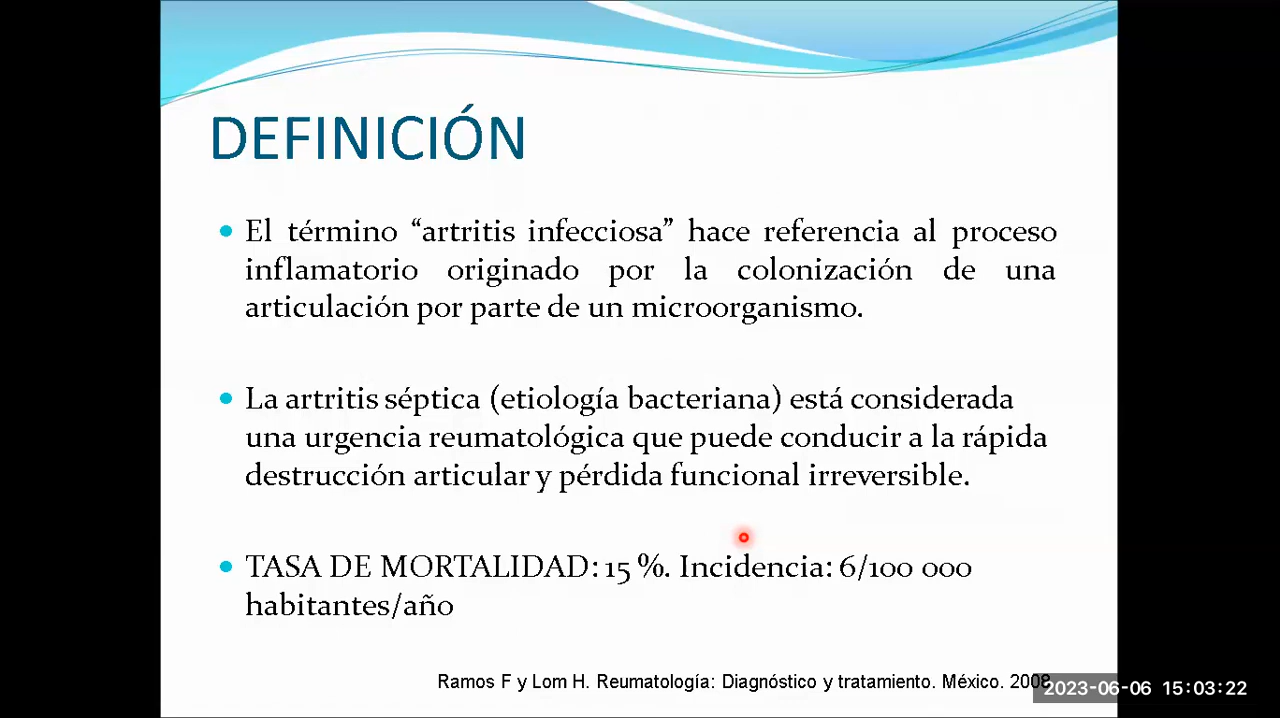 DEFINICIÓN
El término “artritis infecciosa” hace referencia al proceso
inflamatorio originado por la colonización de una
articulación por parte de un microorganismo.
La artritis séptica (etiología bacteriana) está considerada
una urgencia reumatológica que puede conducir a la rápida
destrucción articular y pérdida funcional irreversible.
TASA DE MORTALIDAD: 15 %. Incidencia: 6/100 000
habitantes/año
Ramos F y Lom H. Reumatología: Diagnóstico y tratamiento. México. 2008
2023-06-06 15:03:22